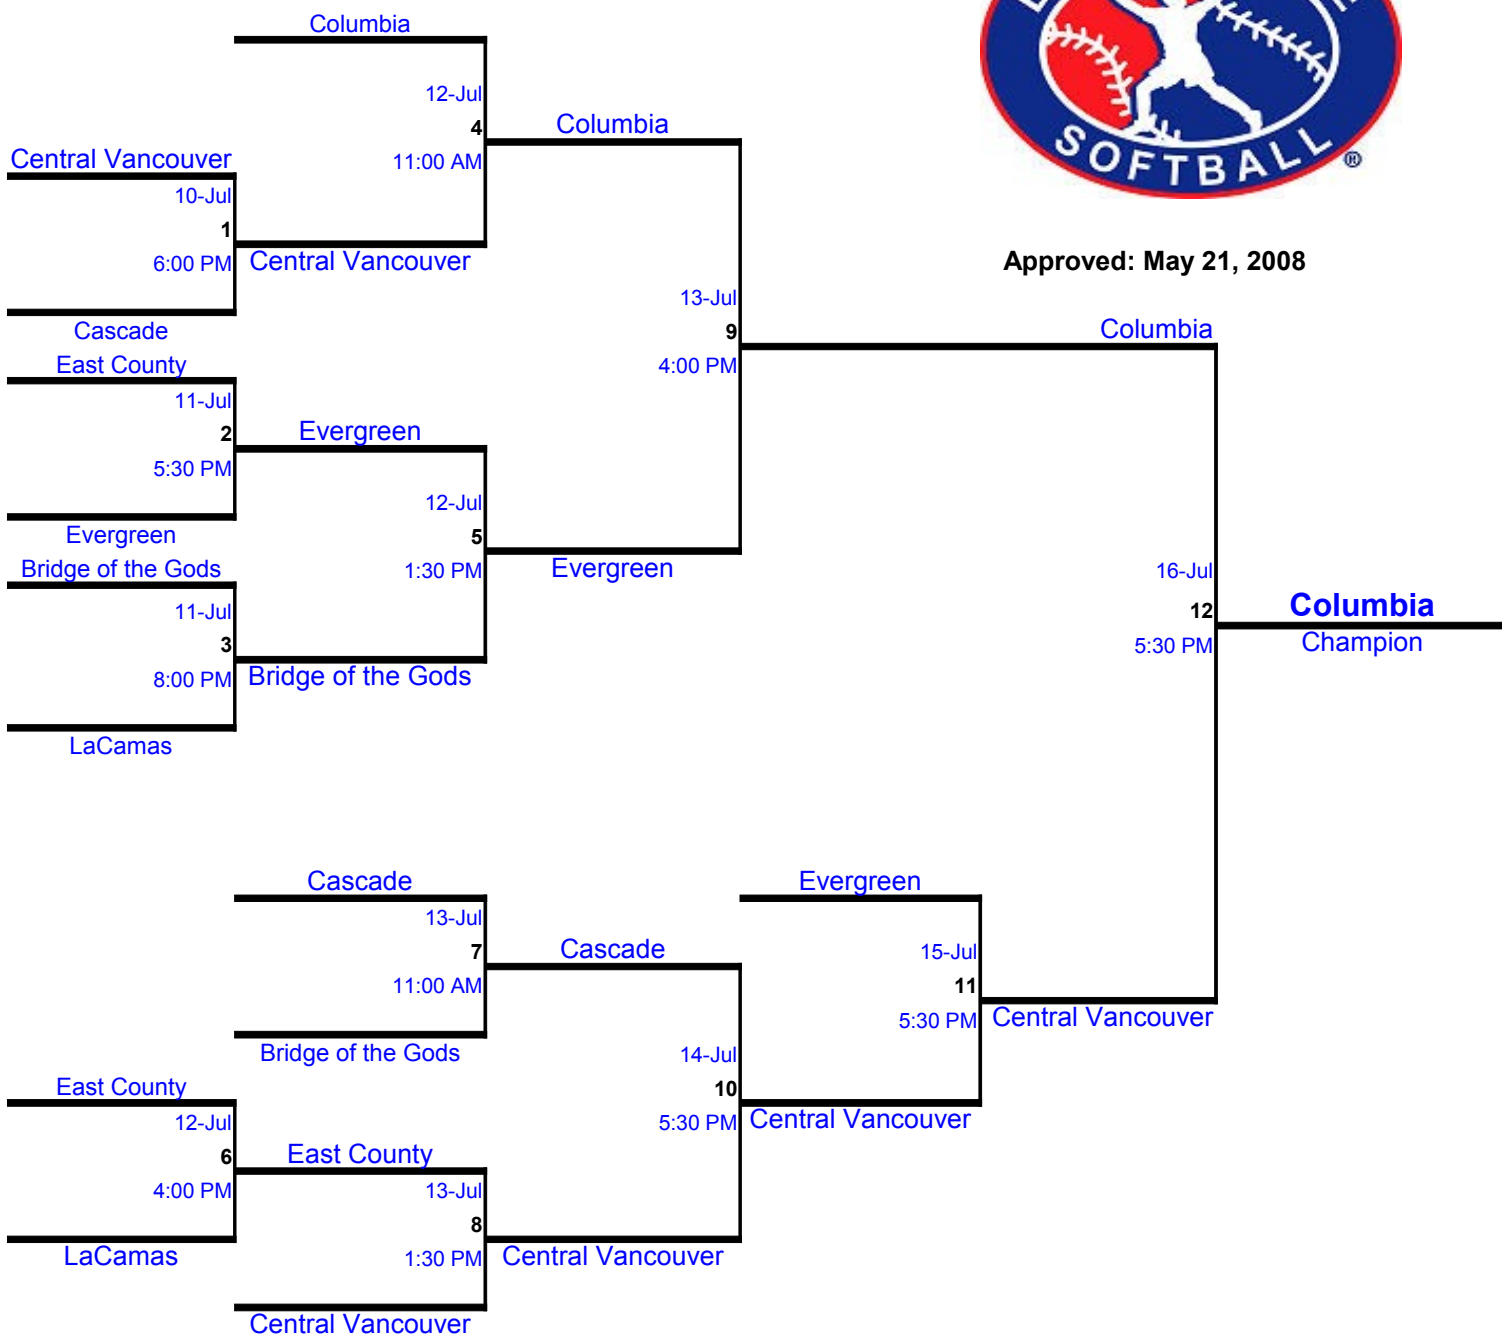 Columbia
12-Jul
4
11:00 AM
Columbia
SOFTBALL
®
Central Vancouver
10-Jul
1
6:00 PM
Central Vancouver
Approved: May 21, 2008
Cascade
13-Jul
9
4:00 PM
Columbia
East County
11-Jul
2
5:30 PM
Evergreen
Evergreen
12-Jul
5
1:30 PM
Evergreen
Bridge of the Gods
11-Jul
3
8:00 PM
Bridge of the Gods
LaCamas
16-Jul
12
5:30 PM
Columbia
Champion
Cascade
13-Jul
7
11:00 AM
Cascade
Bridge of the Gods
Evergreen
15-Jul
11
5:30 PM
Central Vancouver
14-Jul
10
5:30 PM
Central Vancouver
East County
12-Jul
6
4:00 PM
East County
LaCamas
13-Jul
8
1:30 PM
Central Vancouver
Central Vancouver